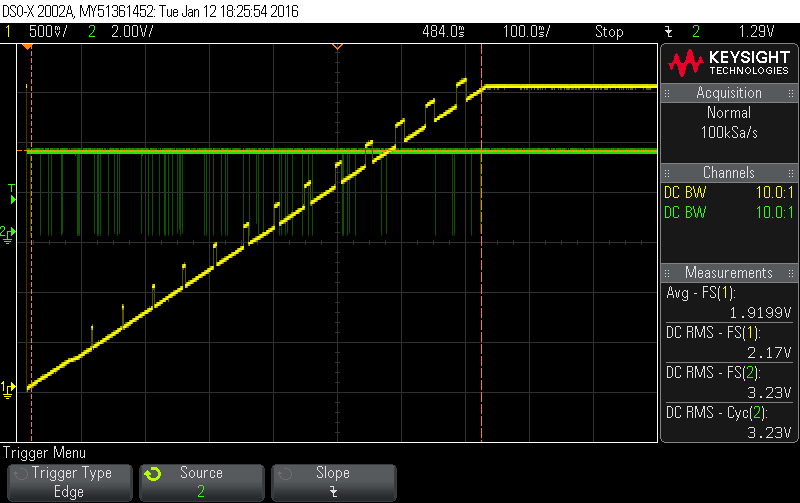 DSO-X 2002A, MY51361452: Tue Jan 12 18:25:54 2016
1 500%/ 2 2.00V/ 484.0ms 100.0ms/ Stop 2 1.29V
KEYSIGHT
TECHNOLOGIES
Acquisition
Normal
100kSa/s
Channels
DC BW 10.0:1
DC BW 10.0:1
Measurements
Avg - FS(1):
1.9199V
DC RMS - FS(1):
2.17V
DC RMS - FS(2):
3.23V
DC RMS - Cyc(2):
3.23V
T
2
1
Trigger Menu
Trigger Type
Edge
Source
2
Slope